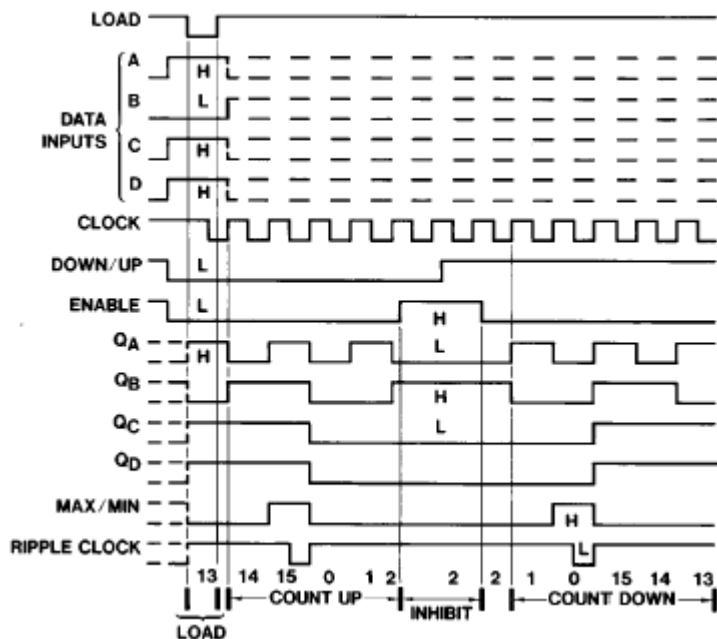 LOAD
A
H
B
L
DATA
INPUTS
C
H
D
H
CLOCK
DOWN/UP
L
ENABLE
L
H
QA
H
L
QB
H
QC
L
QD
MAX/MIN
H
RIPPLE CLOCK
L
13 14 15 0 1 2 2 2 1 0 15 14 13
COUNT UP
INHIBIT
COUNT DOWN
LOAD